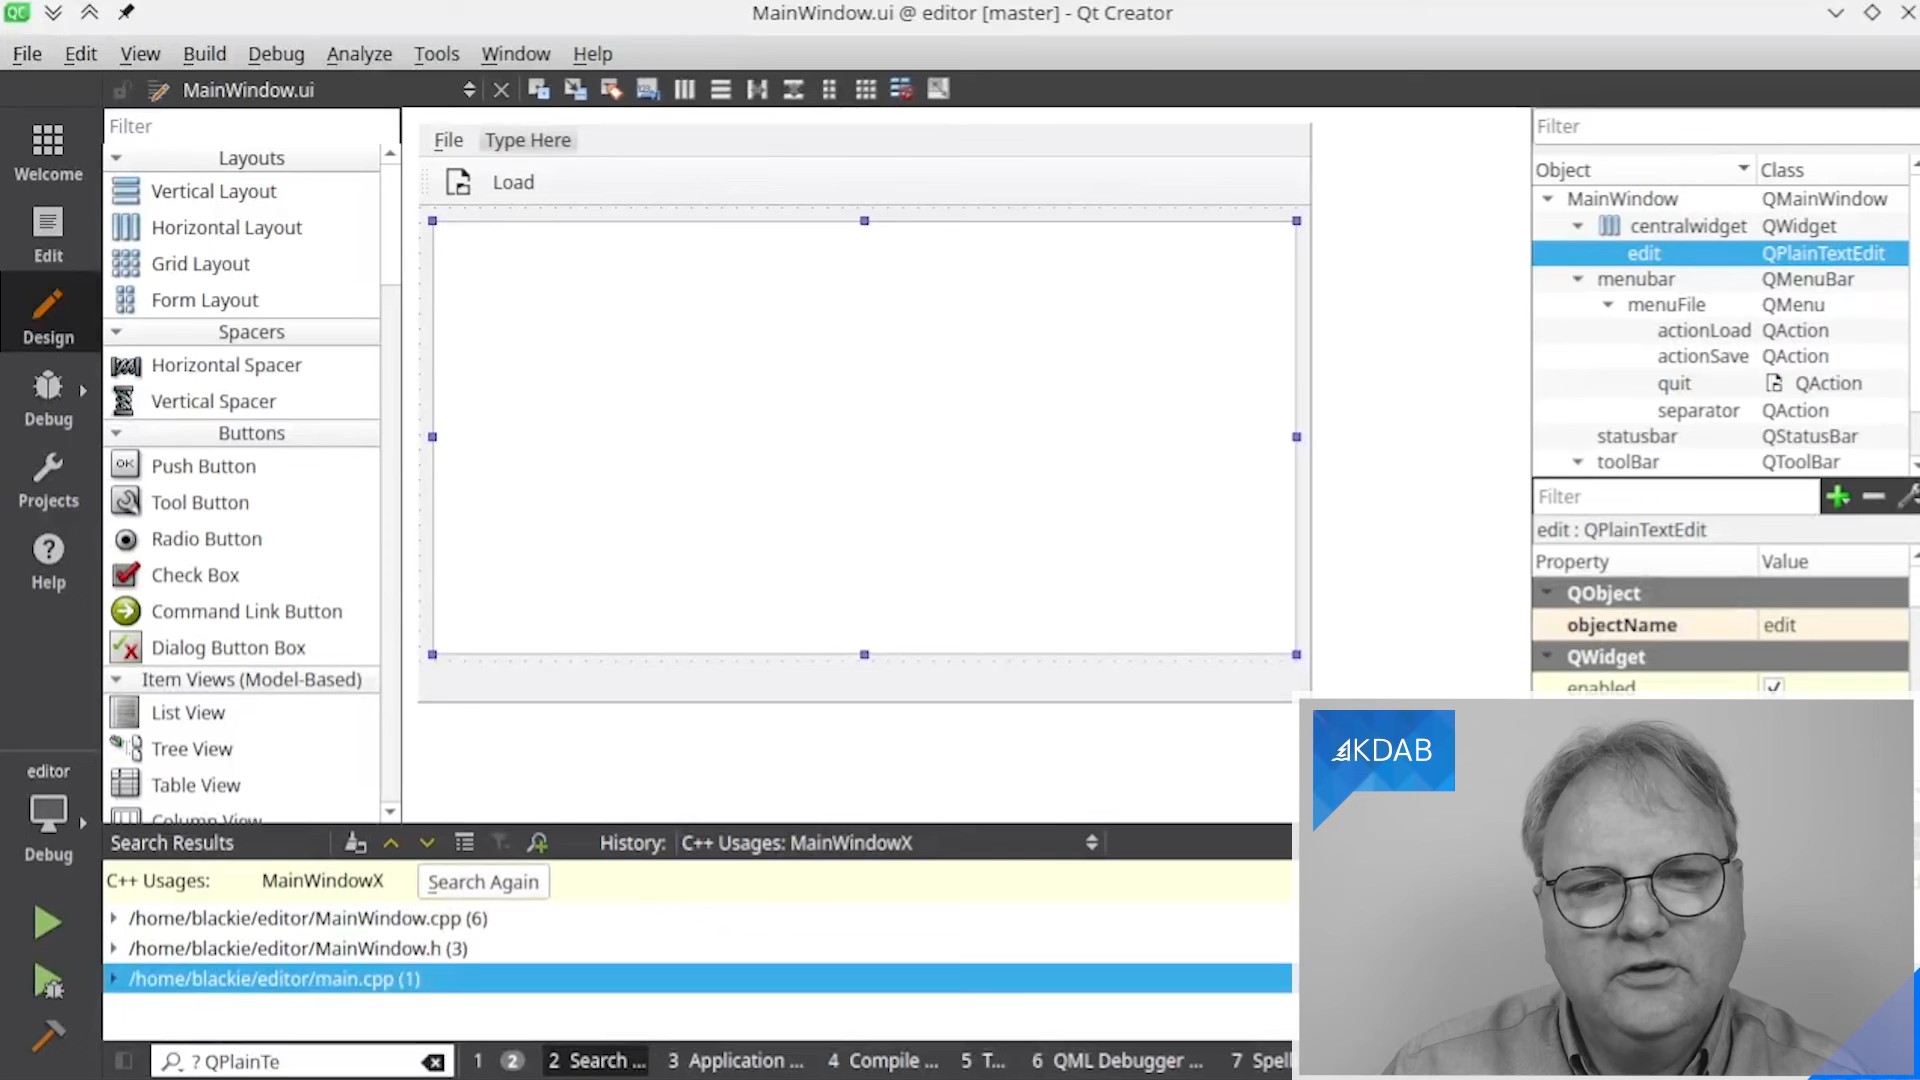 MainWindow.ui @ editor [master] - Qt Creator
File Edit View Build Debug Analyze Tools Window Help
MainWindow.ui
Welcome
Edit
Design
Debug
Projects
Help
editor
Debug
Filter
Layouts
Vertical Layout
Horizontal Layout
Grid Layout
Form Layout
Spacers
Horizontal Spacer
Vertical Spacer
Buttons
Push Button
Tool Button
Radio Button
Check Box
Command Link Button
Dialog Button Box
Item Views (Model-Based)
List View
Tree View
Table View
Column View
File Type Here
Load
Filter
Object Class
MainWindow QMainWindow
centralwidget QWidget
edit QPlainTextEdit
menubar QMenuBar
menuFile QMenu
actionLoad QAction
actionSave QAction
quit QAction
separator QAction
statusbar QStatusBar
toolBar QToolBar
Filter
edit : QPlainTextEdit
Property Value
QObject
objectName edit
QWidget
enabled
KDAB
Search Results History: C++ Usages: MainWindowX
C++ Usages: MainWindowX Search Again
/home/blackie/editor/MainWindow.cpp (6)
/home/blackie/editor/MainWindow.h (3)
/home/blackie/editor/main.cpp (1)
? QPlainTe 1 2 2 Search ... 3 Application ... 4 Compile ... 5 T... 6 QML Debugger ... 7 Spell